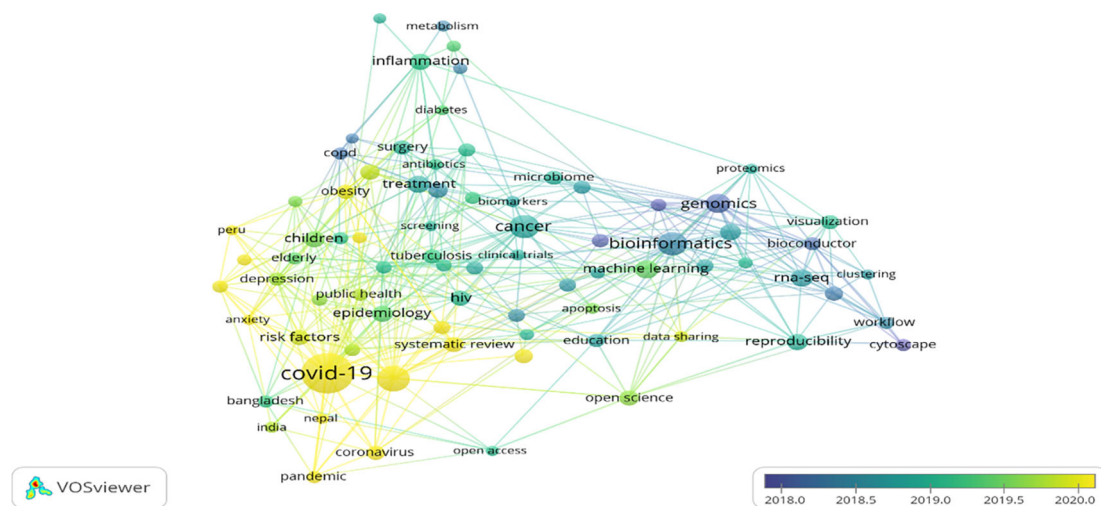 metabolism
inflammation
diabetes
copd
surgery
antibiotics
treatment
obesity
microbiome
biomarkers
proteomics
genomics
peru
children
screening
cancer
visualization
bioinformatics
bioconductor
elderly
tuberculosis
clinical trials
depression
machine learning
rna-seq
clustering
public health
hiv
anxiety
epidemiology
apoptosis
workflow
risk factors
systematic review
education
data sharing
reproducibility
cytoscape
covid-19
bangladesh
open science
nepal
india
coronavirus
open access
pandemic
VOSviewer
2018.0 2018.5 2019.0 2019.5 2020.0